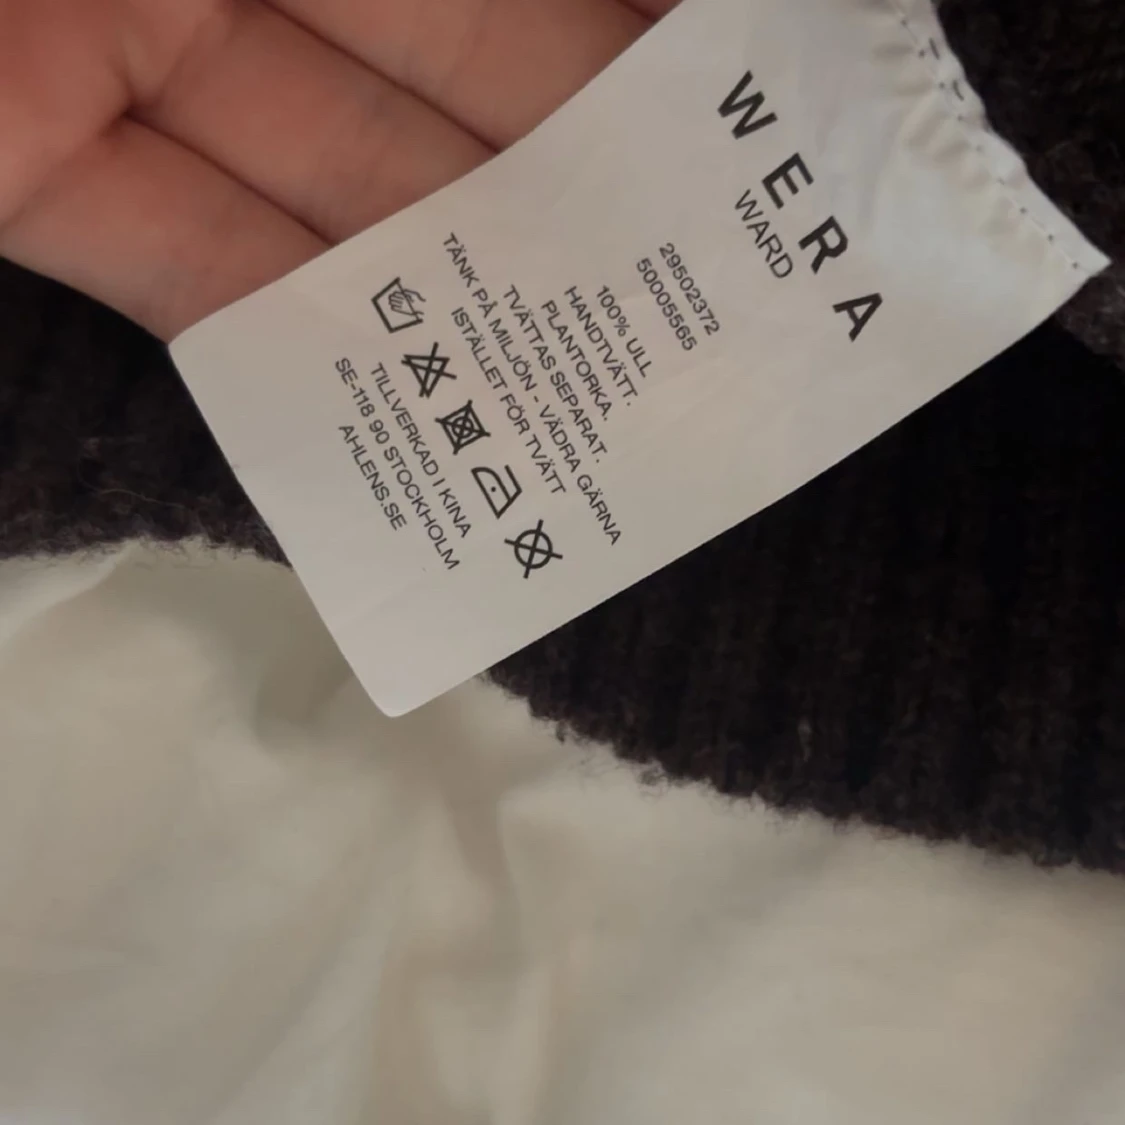 WERA
WARD
29502372
50005565
100% ULL
HANDTVÄTT.
PLANTORKA.
TVÄTTAS SEPARAT.
TÄNK PÅ MILJÖN - VÄDRA GÄRNA
ISTÄLLET FÖR TVÄTT
TILLVERKAD I KINA
SE-118 90 STOCKHOLM
AHLENS.SE